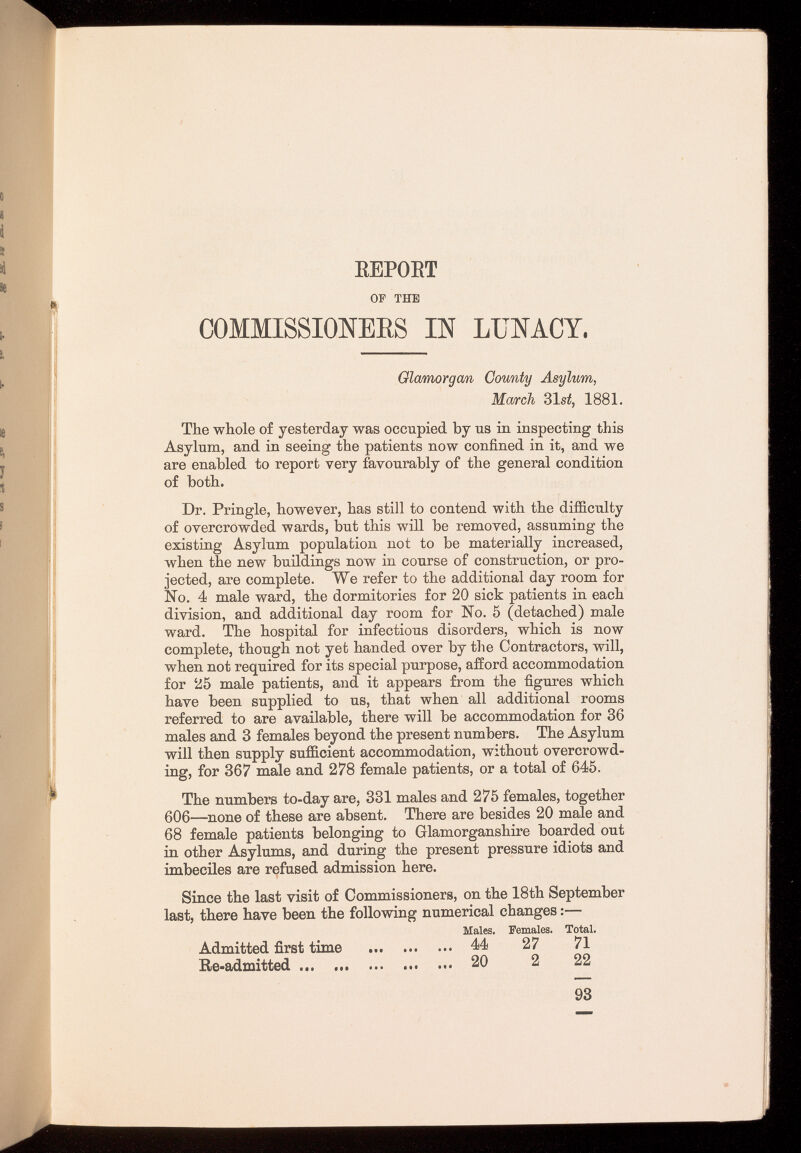 REPORT
OF THE
COMMISSIONERS IN LUNACY.
Glamorgan County Asylum,
March 31st, 1881.
The whole of yesterday was occupied by us in inspecting this
Asylum, and in seeing the patients now confined in it, and we
are enabled to report very favourably of the general condition
of both.
Dr. Pringle, however, has still to contend with the difficulty
of overcrowded wards, but this will be removed, assuming the
existing Asylum population not to be materially increased,
when the new buildings now in course of construction, or pro-
jected, are complete. We refer to the additional day room for
No. 4 male ward, the dormitories for 20 sick patients in each
division, and additional day room for No. 5 (detached) male
ward. The hospital for infectious disorders, which is now
complete, though not yet handed over by the Contractors, will,
when not required for its special purpose, afford accommodation
for 25 male patients, and it appears from the figures which
have been supplied to us, that when all additional rooms
referred to are available, there will be accommodation for 36
males and 3 females beyond the present numbers. The Asylum
will then supply sufficient accommodation, without overcrowd-
ing, for 367 male and 278 female patients, or a total of 645.
The numbers to-day are, 331 males and 275 females, together
606—none of these are absent. There are besides 20 male and
68 female patients belonging to Glamorganshire boarded out
in other Asylums, and during the present pressure idiots and
imbeciles are refused admission here.
Since the last visit of Commissioners, on the 18th September
last, there have been the following numerical changes:—
Males. Females. Total.
Admitted first time ... ... ... 44 27 71
Re-admitted ... ... ... ... ... 20 2 22
93